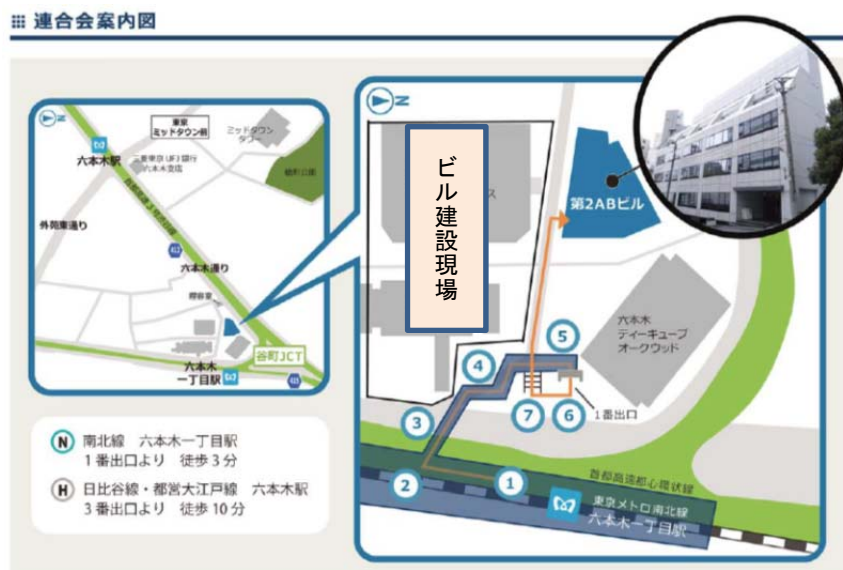 連合会案内図
N
東京
ミッドタウン前
ミッドタウン
タワー
六本木駅
三菱東京UFJ銀行
六本木支店
檜町公園
外苑東通り
412
六本木通り
谷町JCT
六本木
一丁目駅
N 南北線 六本木一丁目駅
1番出口より 徒歩3分
H 日比谷線・都営大江戸線 六本木駅
3番出口より 徒歩10分
N
ビル建設現場
ス
第2ABビル
六本木
ティーキューブ
オークウッド
5
4
7
6
1番出口
3
2
1
首都高速都心環状線
東京メトロ南北線
六本木一丁目駅